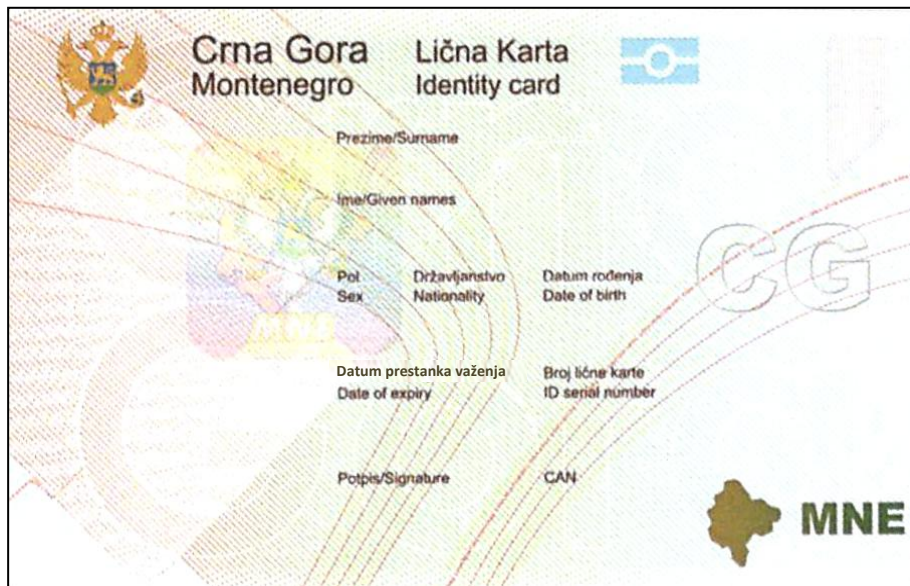 Crna Gora Lična Karta
Montenegro Identity card
Prezime/Surname
Ime/Given names
Pol Državljanstvo Datum rođenja
Sex Nationality Date of birth
CG
MNE
Datum prestanka važenja Broj lične karte
Date of expiry ID serial number
Potpis/Signature CAN
MNE